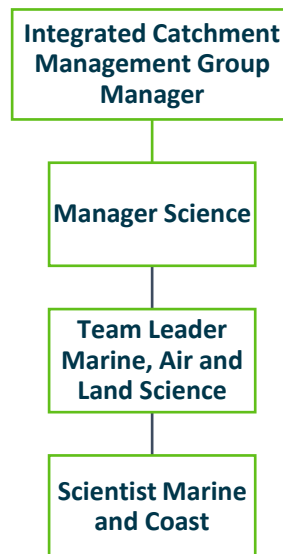 Integrated Catchment
Management Group
Manager
Manager Science
Team Leader
Marine, Air and
Land Science
Scientist Marine
and Coast